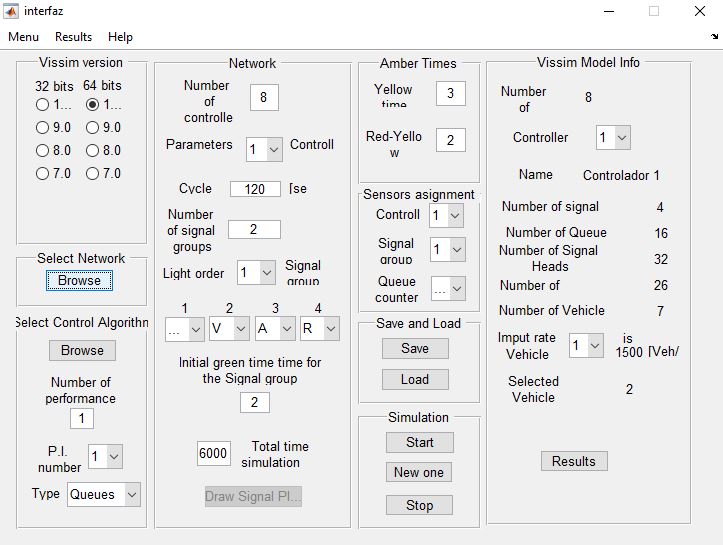 interfaz
Menu Results Help
Vissim version
32 bits 64 bits
1... 1...
9.0 9.0
8.0 8.0
7.0 7.0
Select Network
Browse
Select Control Algorithm
Browse
Number of
performance
1
P.I.
number
1
Type Queues
Network
Number
of
controlle
8
Parameters 1 Controll
Cycle 120 [se
Number
of signal
groups
2
Light order 1 Signal
group
1 2 3 4
... V A R
Initial green time time for
the Signal group
2
6000 Total time
simulation
Draw Signal Pl...
Amber Times
Yellow
time
3
Red-Yello
w
2
Sensors asignment
Controll 1
Signal
group
1
Queue
counter
...
Save and Load
Save
Load
Simulation
Start
New one
Stop
Vissim Model Info
Number
of
8
Controller 1
Name Controlador 1
Number of signal 4
Number of Queue 16
Number of Signal
Heads
32
Number of 26
Number of Vehicle 7
Imput rate
Vehicle
1
is
1500 [Veh/
Selected
Vehicle
2
Results